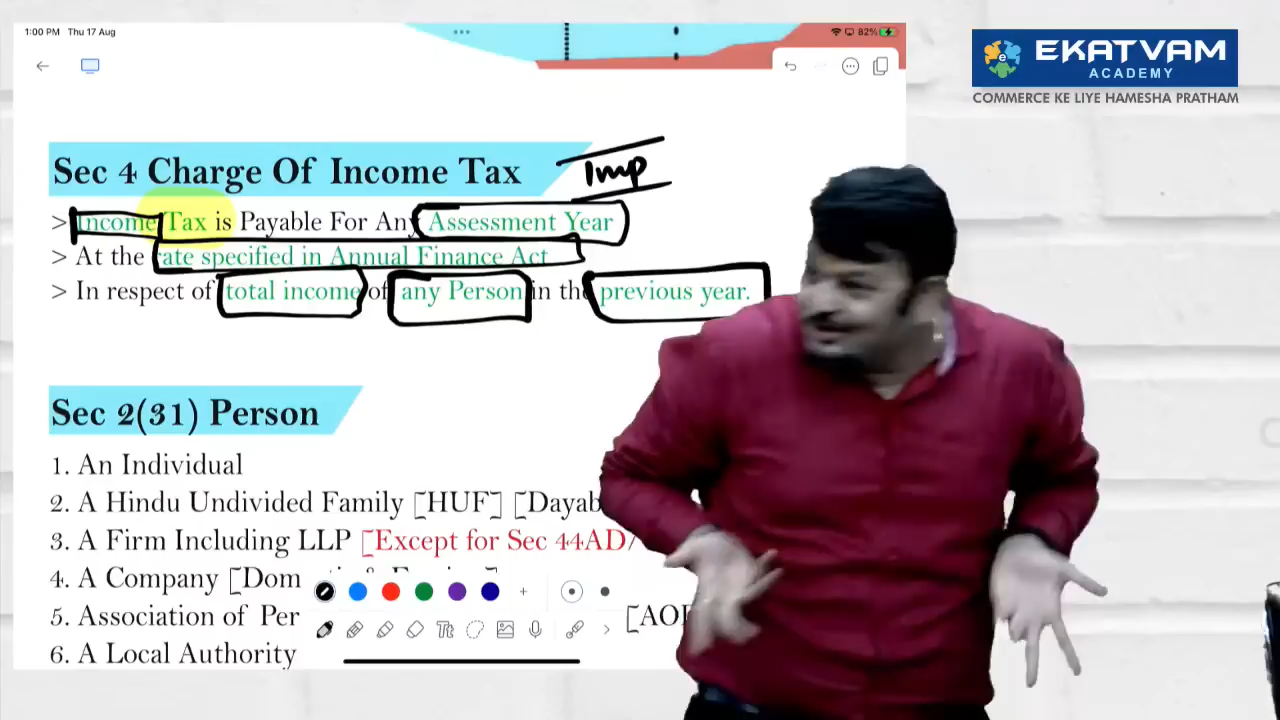 1:00 PM Thu 17 Aug
82%
EKATVAM
ACADEMY
COMMERCE KE LIYE HAMESHA PRATHAM
Sec 4 Charge Of Income Tax
Imp
> Income Tax is Payable For Any Assessment Year
> At the rate specified in Annual Finance Act
> In respect of total income of any Person in the previous year.
Sec 2(31) Person
1. An Individual
2. A Hindu Undivided Family [HUF]
3. A Firm Including LLP [Except for Sec 44AD/
4. A Company
5. Association of
6. A Local Authority